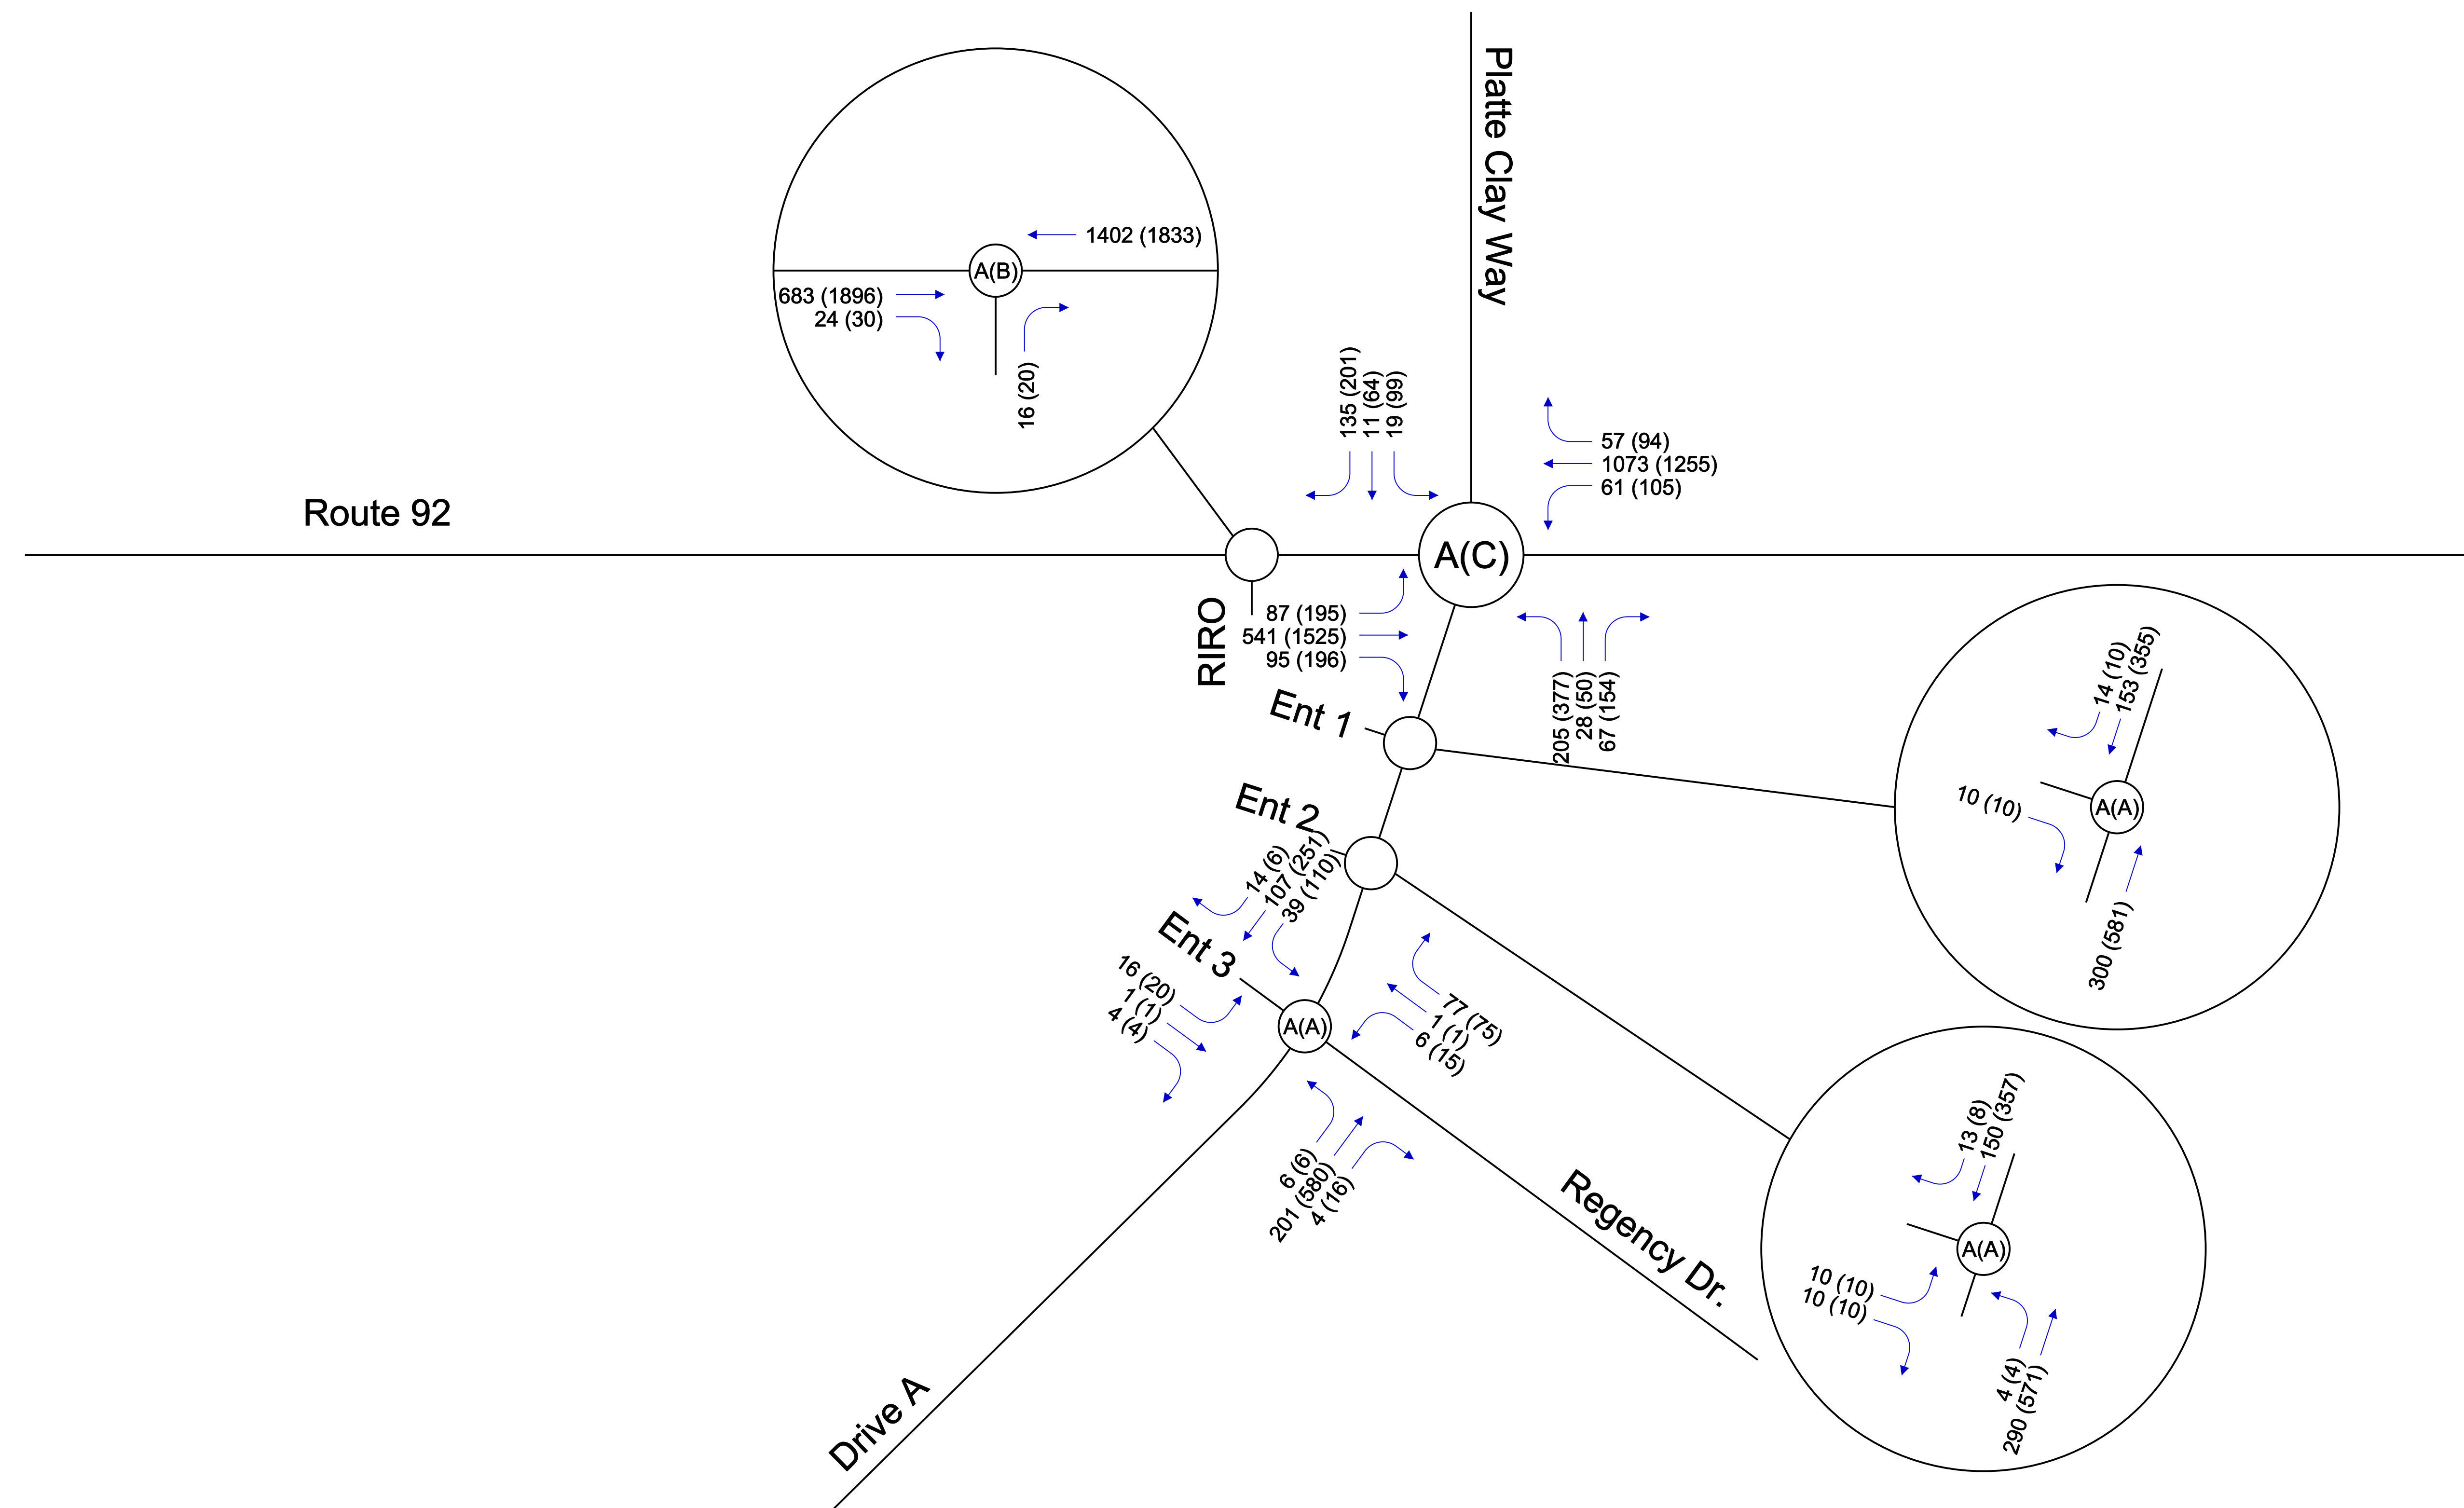 Platte Clay Way
1402 (1833)
A(B)
683 (1896)
24 (30)
16 (20)
135 (201)
11 (64)
19 (99)
57 (94)
1073 (1255)
61 (105)
Route 92
A(C)
RIRO
87 (195)
541 (1525)
95 (196)
205 (377)
28 (50)
67 (154)
Ent 1
14 (10)
153 (355)
10 (10)
A(A)
300 (581)
Ent 2
14 (6)
107 (251)
39 (110)
Ent 3
16 (20)
1 (1)
4 (4)
A(A)
77 (75)
1 (1)
6 (15)
6 (6)
201 (580)
4 (16)
Regency Dr.
13 (8)
150 (357)
A(A)
10 (10)
10 (10)
4 (4)
290 (571)
Drive A